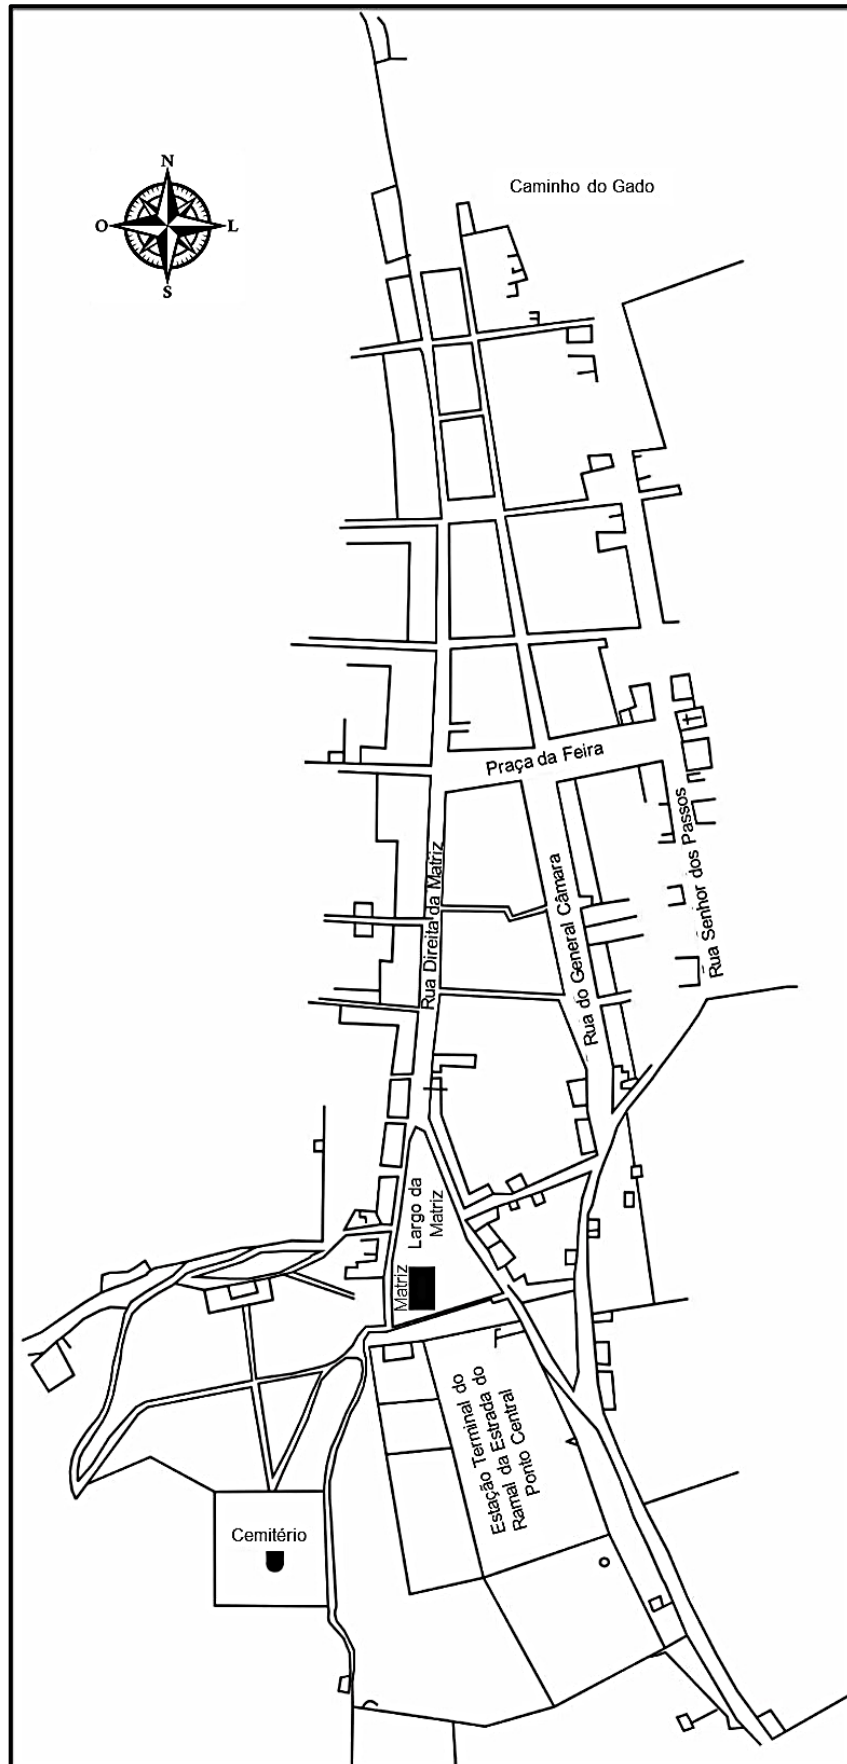 N
O
L
S
Caminho do Gado
Praça da Feira
Rua Direita da Matriz
Rua do General Câmara
Rua Senhor dos Passos
Largo da
Matriz
Matriz
Estação Terminal do
Ramal da Estrada do
Ponto Central
Cemitério